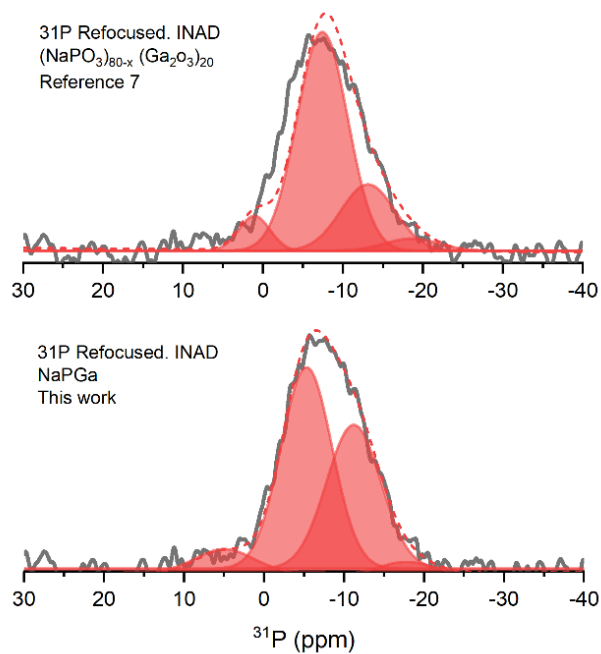 31P Refocused. INAD
(NaPO₃)₈₀₋ₓ (Ga₂o₃)₂₀
Reference 7
30 20 10 0 -10 -20 -30 -40
31P Refocused. INAD
NaPGa
This work
30 20 10 0 -10 -20 -30 -40
³¹P (ppm)